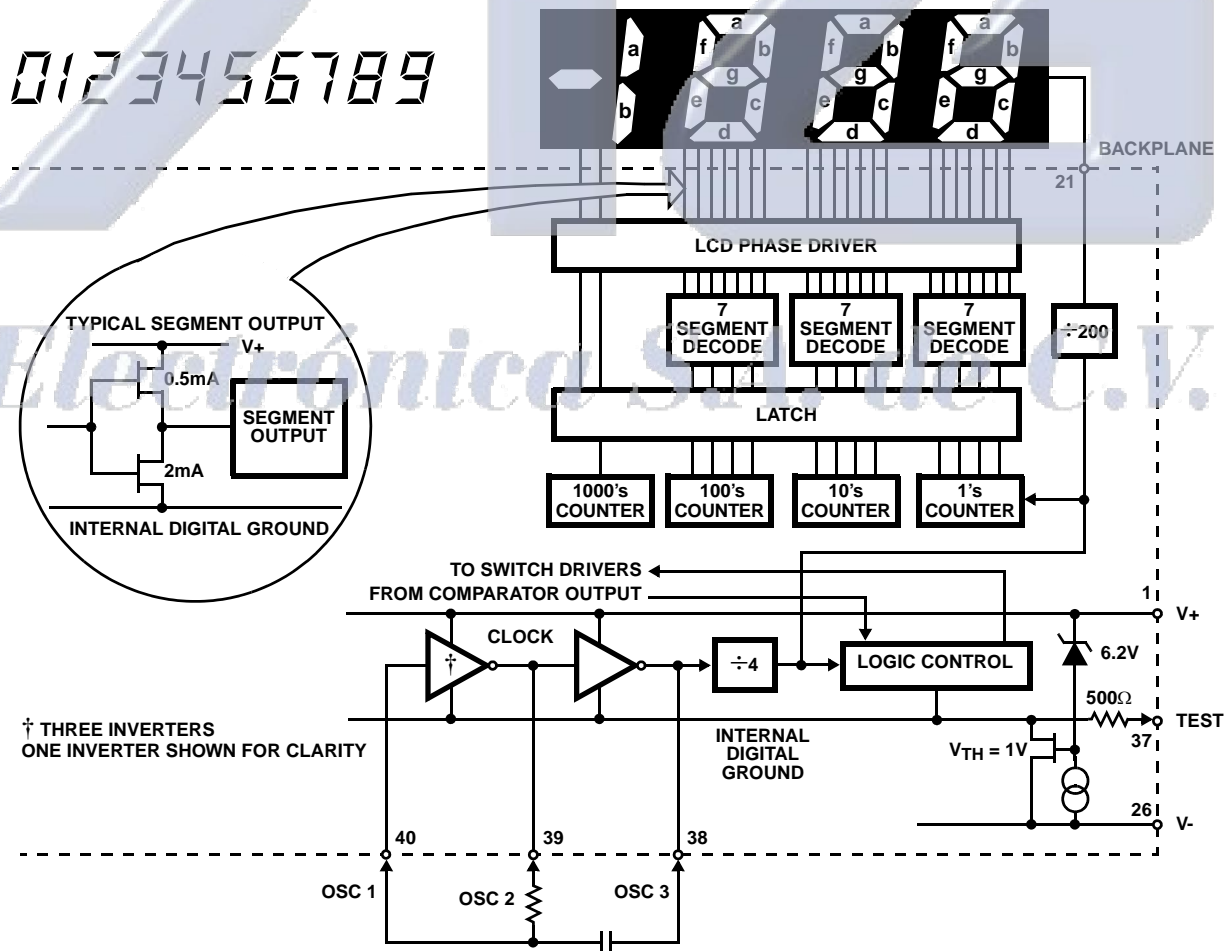 0123456789
a
b
a
f
b
g
e
c
d
a
f
b
g
e
c
d
a
f
b
g
e
c
d
BACKPLANE
21
LCD PHASE DRIVER
7
SEGMENT
DECODE
7
SEGMENT
DECODE
7
SEGMENT
DECODE
÷200
TYPICAL SEGMENT OUTPUT
V+
0.5mA
SEGMENT
OUTPUT
2mA
INTERNAL DIGITAL GROUND
Electrónica S.A. de C.V.
LATCH
1000's
COUNTER
100's
COUNTER
10's
COUNTER
1's
COUNTER
TO SWITCH DRIVERS
FROM COMPARATOR OUTPUT
1
V+
CLOCK
†
÷4
LOGIC CONTROL
6.2V
500Ω
TEST
37
† THREE INVERTERS
ONE INVERTER SHOWN FOR CLARITY
INTERNAL
DIGITAL
GROUND
VTH = 1V
26
V-
40
39
38
OSC 1
OSC 2
OSC 3